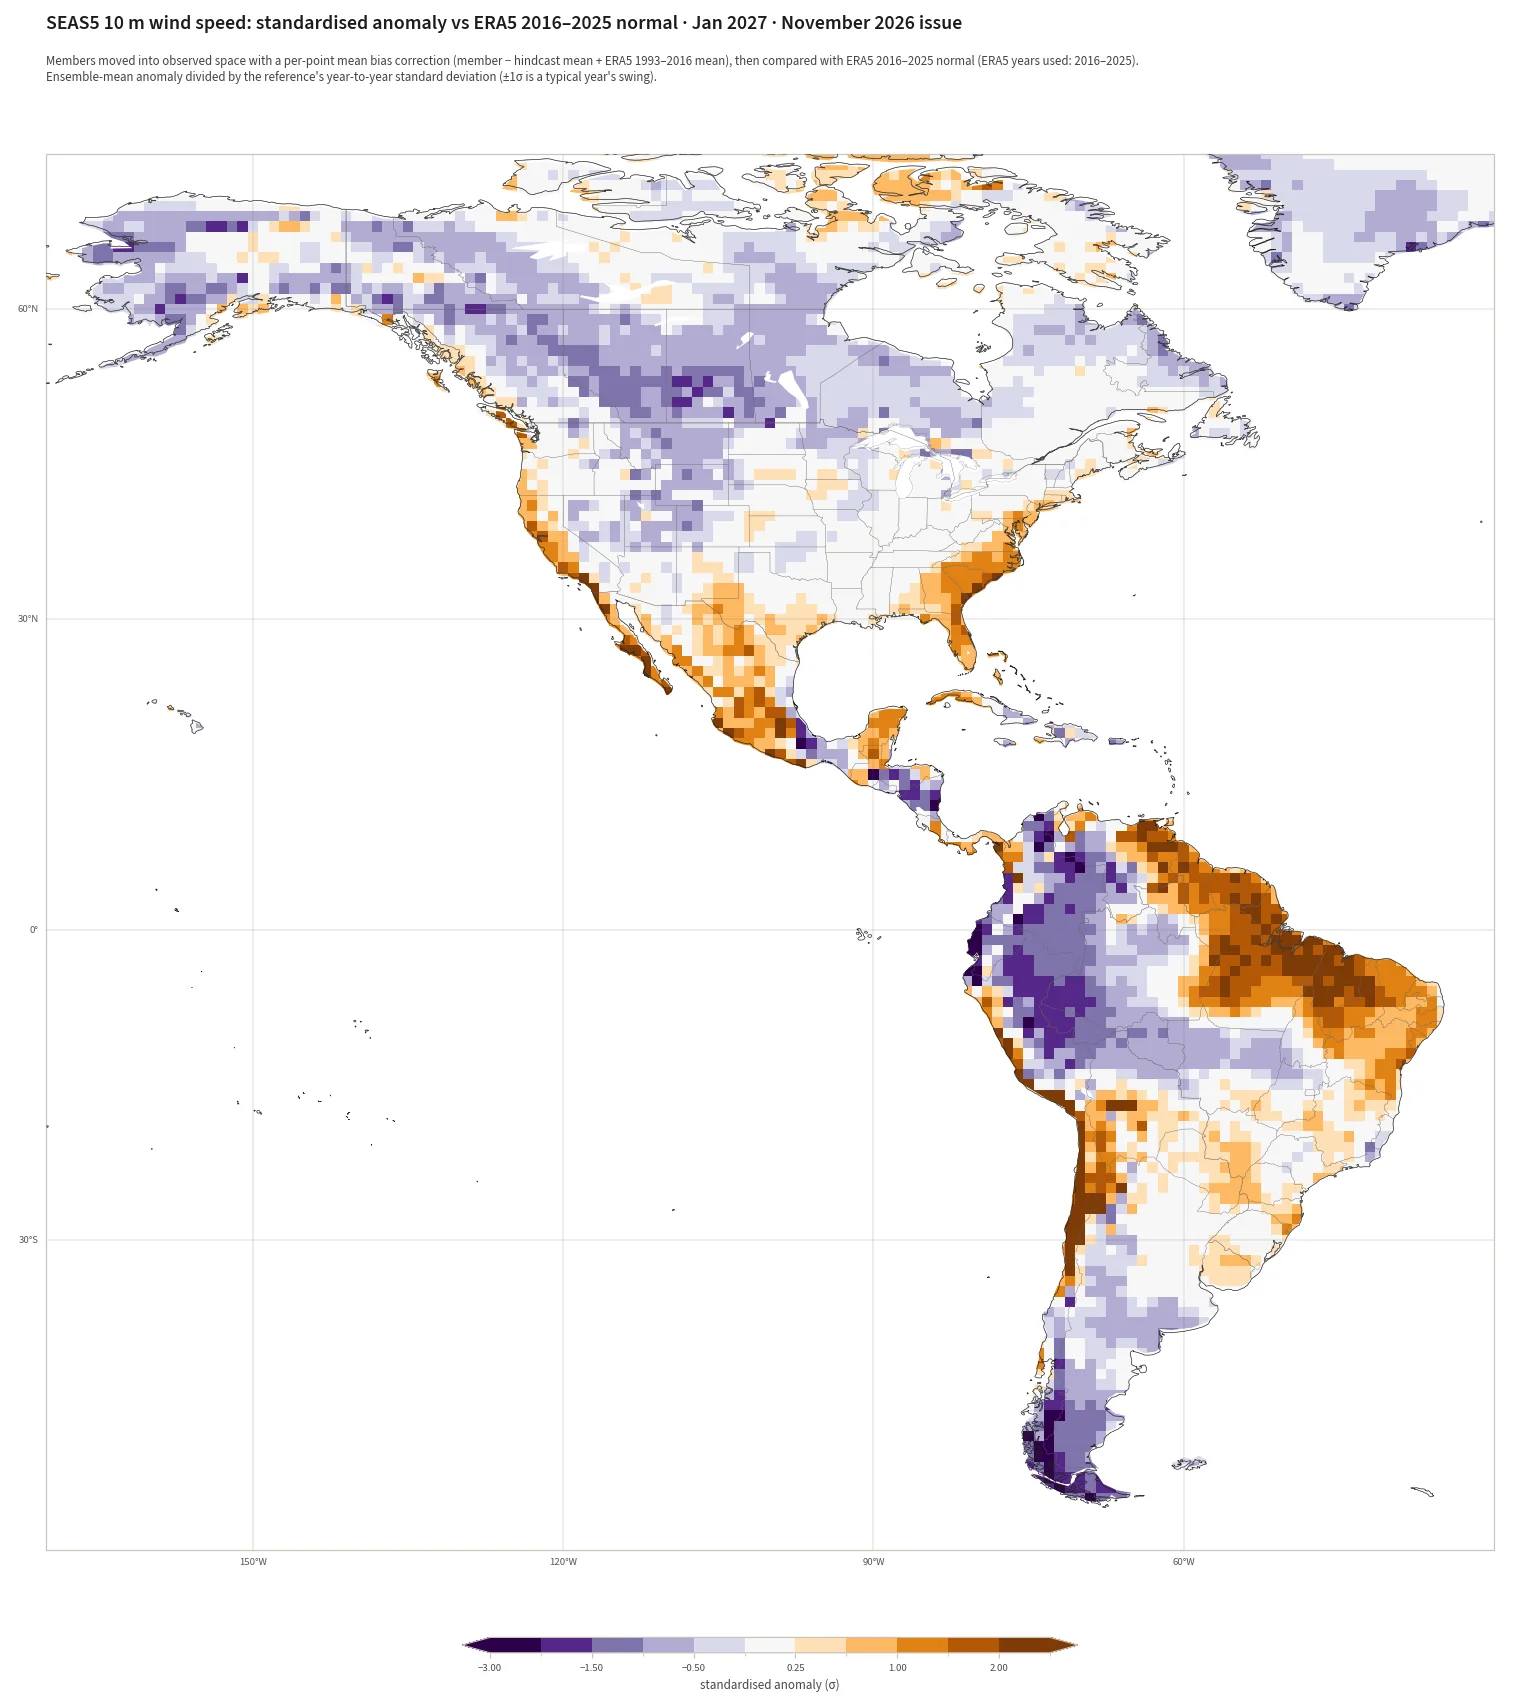 SEAS5 10 m wind speed: standardised anomaly vs ERA5 2016–2025 normal · Jan 2027 · November 2026 issue
Members moved into observed space with a per-point mean bias correction (member − hindcast mean + ERA5 1993–2016 mean), then compared with ERA5 2016–2025 normal (ERA5 years used: 2016–2025).
Ensemble-mean anomaly divided by the reference's year-to-year standard deviation (±1σ is a typical year's swing).
60°N
30°N
0°
30°S
150°W 120°W 90°W 60°W
−3.00 −1.50 −0.50 0.25 1.00 2.00
standardised anomaly (σ)